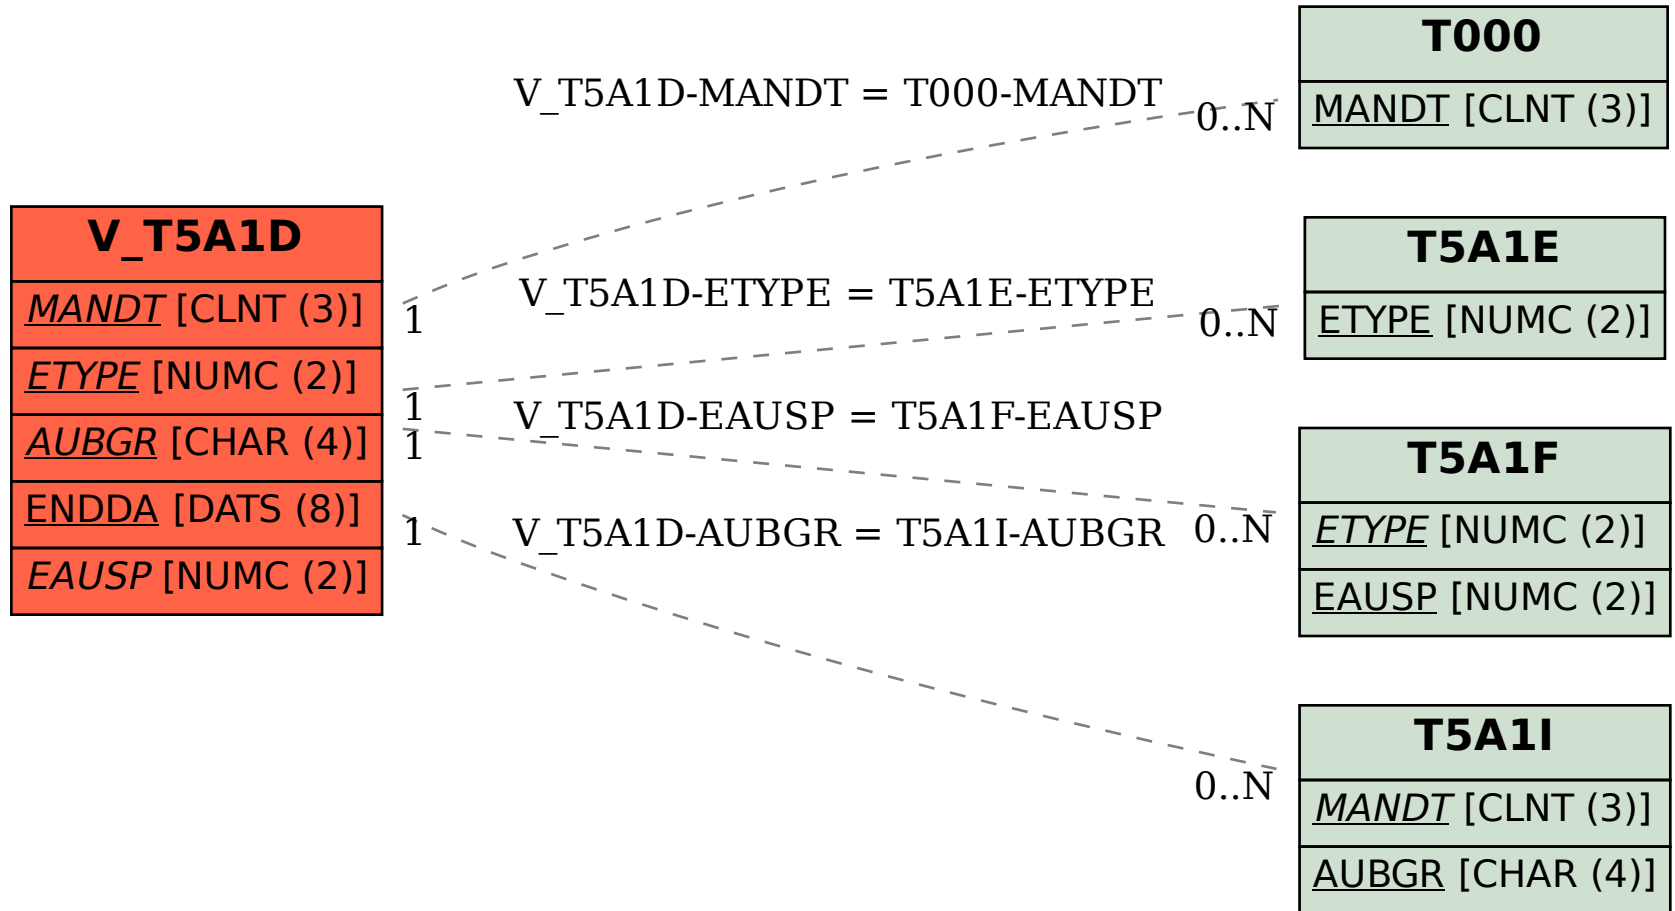 V_T5A1D
MANDT [CLNT (3)]
ETYPE [NUMC (2)]
AUBGR [CHAR (4)]
ENDDA [DATS (8)]
EAUSP [NUMC (2)]
V_T5A1D-MANDT = T000-MANDT
1
0..N
V_T5A1D-ETYPE = T5A1E-ETYPE
1
0..N
V_T5A1D-EAUSP = T5A1F-EAUSP
1
0..N
V_T5A1D-AUBGR = T5A1I-AUBGR
1
0..N
T000
MANDT [CLNT (3)]
T5A1E
ETYPE [NUMC (2)]
T5A1F
ETYPE [NUMC (2)]
EAUSP [NUMC (2)]
T5A1I
MANDT [CLNT (3)]
AUBGR [CHAR (4)]